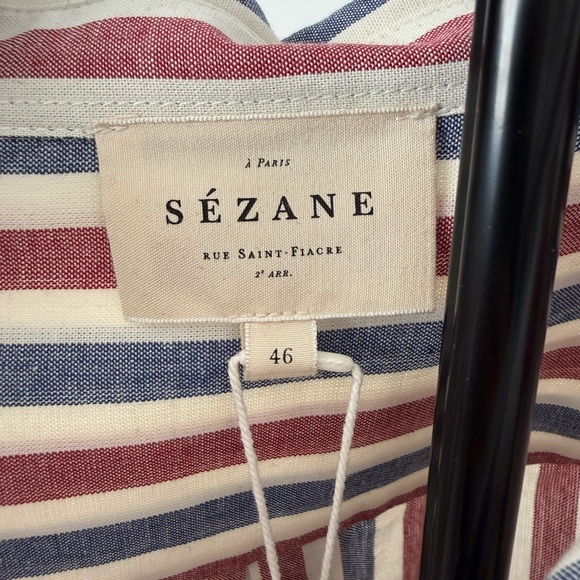 À PARIS
SÉZANE
RUE SAINT-FIACRE
2ᵉ ARR.
46